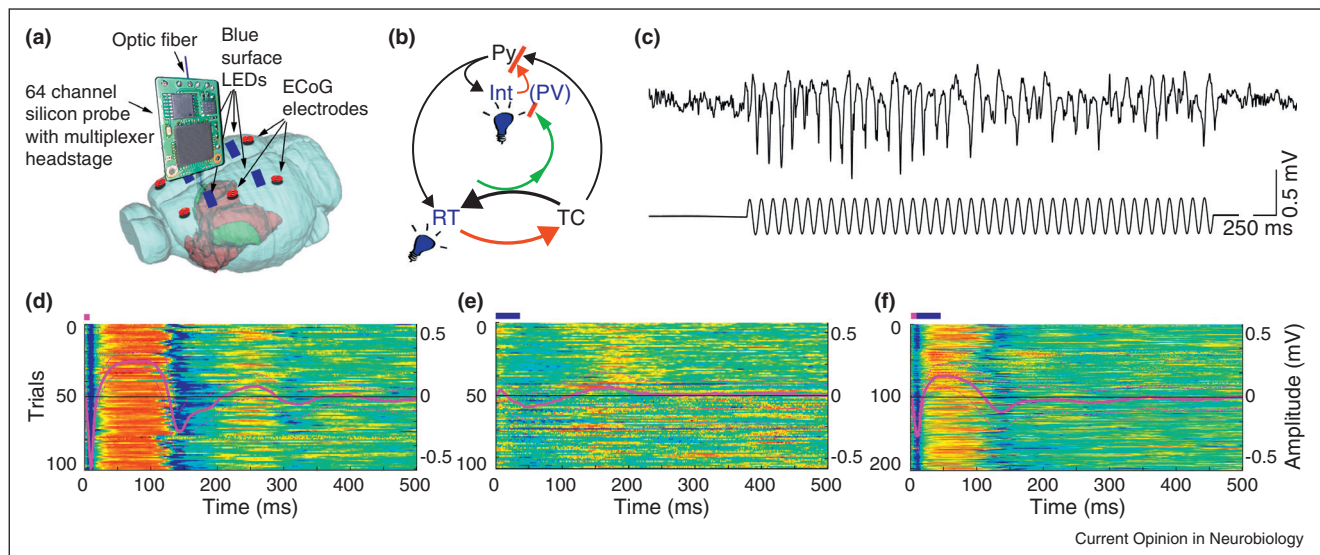 (a)
Optic fiber
Blue
surface
LEDs
ECoG
electrodes
64 channel
silicon probe
with multiplexer
headstage
(b)
Py
Int (PV)
RT
TC
(c)
0.5 mV
250 ms
(d)
Trials
0
50
100
0.5
0
-0.5
0 100 200 300 400 500
Time (ms)
(e)
0
50
100
0.5
0
-0.5
0 100 200 300 400 500
Time (ms)
(f)
0
100
200
0.5
0
-0.5
Amplitude (mV)
0 100 200 300 400 500
Time (ms)
Current Opinion in Neurobiology